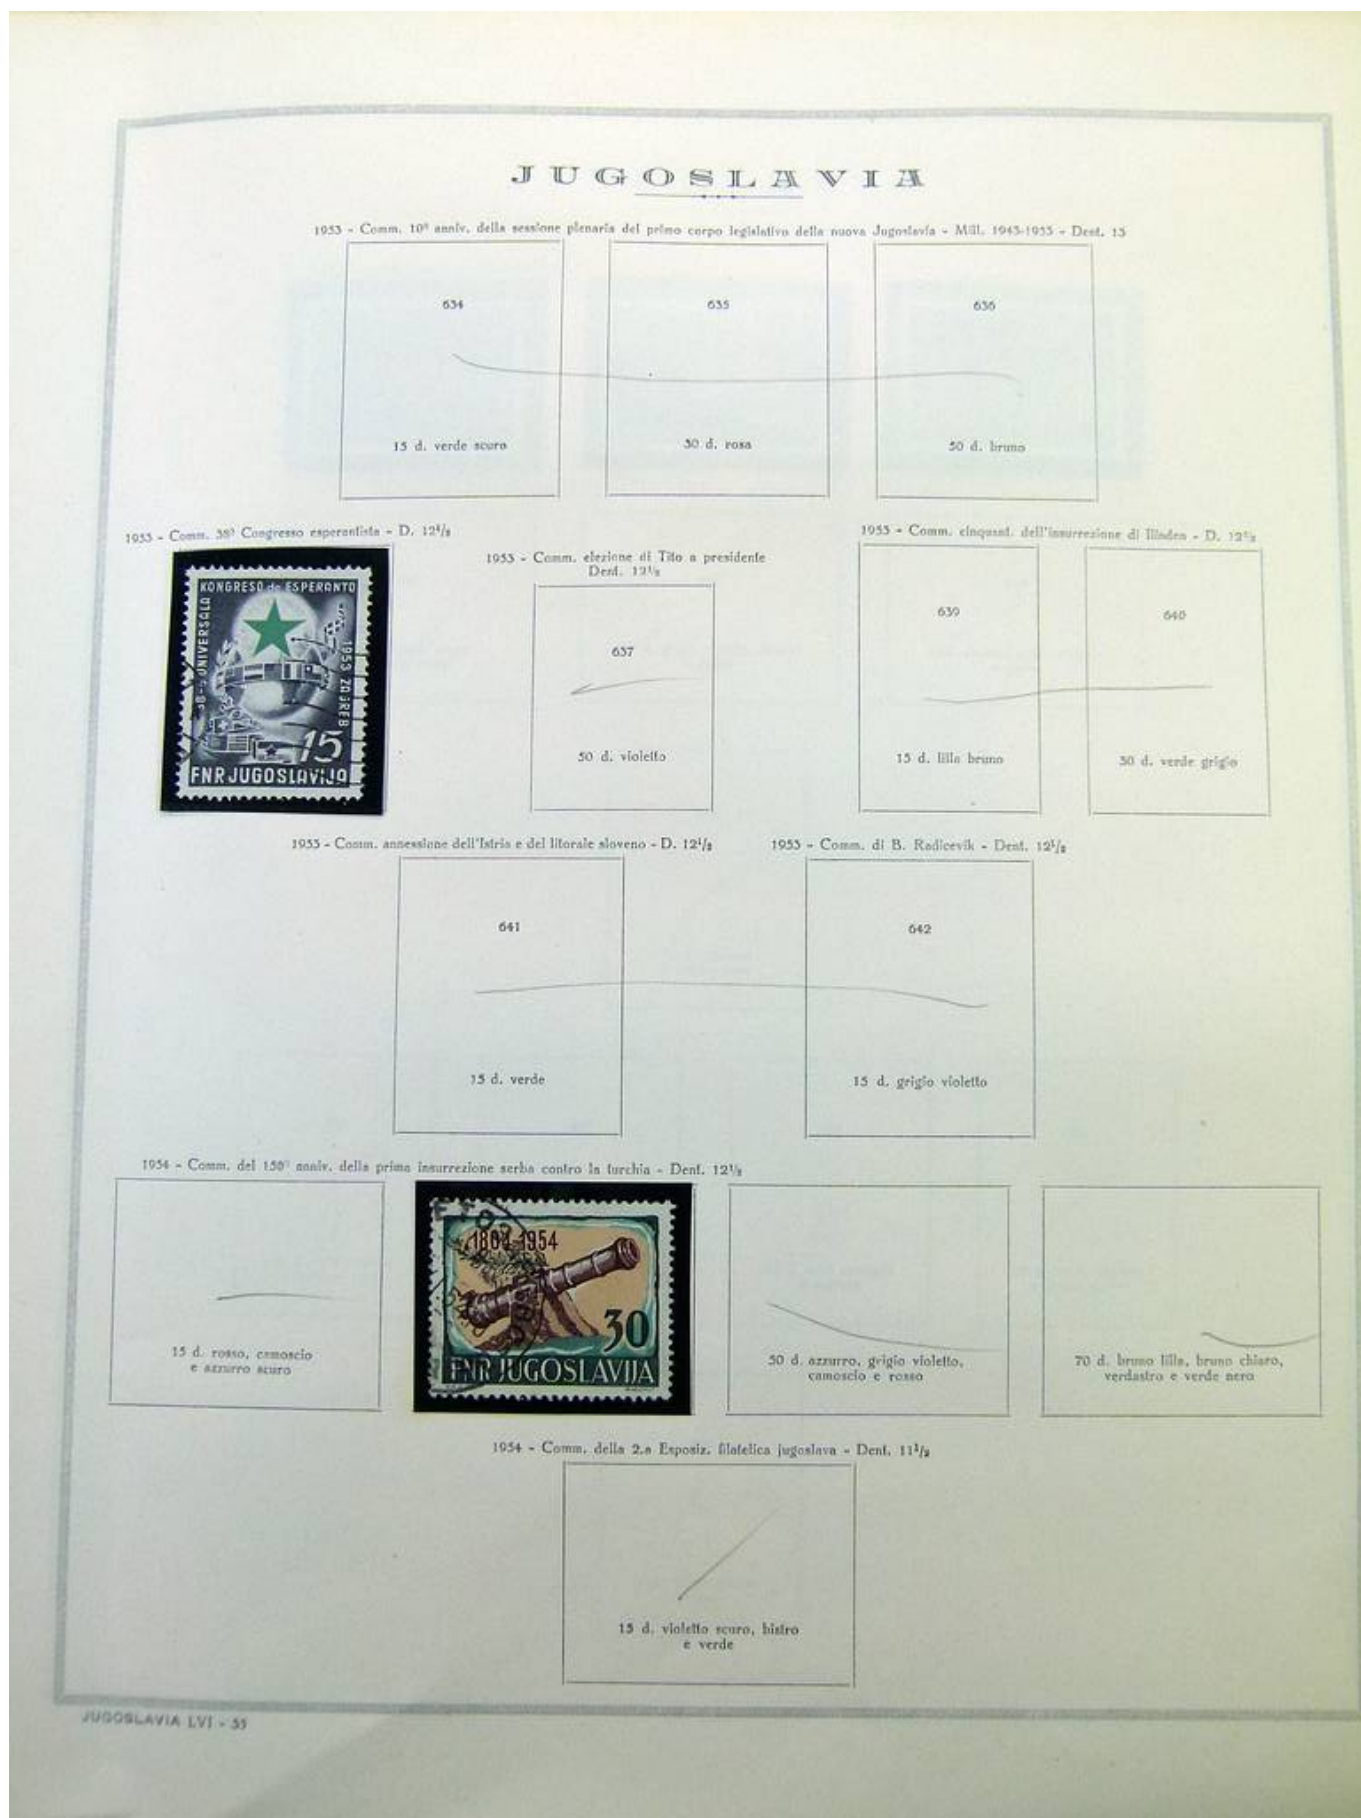 JUGOSLAVIA
1953 - Comm. 10º anniv. della sessione plenaria del primo corpo legislativo della nuova Jugoslavia - Mill. 1943-1953 - Dent. 13
634
635
636
15 d. verde scuro
30 d. rosa
50 d. bruno
1953 - Comm. 38º Congresso esperantista - D. 12½
KONGRESO de ESPERANTO
38-a UNIVERSALA
1953 ZAGREB
15
FNR JUGOSLAVIJA
1953 - Comm. elezione di Tito a presidente
Dent. 12½
637
50 d. violetto
1953 - Comm. cinquant. dell'insurrezione di Ilinden - D. 12½
639
640
15 d. lilla bruno
30 d. verde grigio
1953 - Comm. annessione dell'Istria e del litorale sloveno - D. 12½
641
15 d. verde
1953 - Comm. di B. Radicevik - Dent. 12½
642
15 d. grigio violetto
1954 - Comm. del 150º anniv. della prima insurrezione serba contro la turchia - Dent. 12½
15 d. rosso, camoscio
e azzurro scuro
1804-1954
30
FNR JUGOSLAVIJA
50 d. azzurro, grigio violetto,
camoscio e rosso
70 d. bruno lilla, bruno chiaro,
verdastro e verde nero
1954 - Comm. della 2.a Esposiz. filatelica jugoslava - Dent. 11½
15 d. violetto scuro, bistro
e verde
JUGOSLAVIA LVI - 55